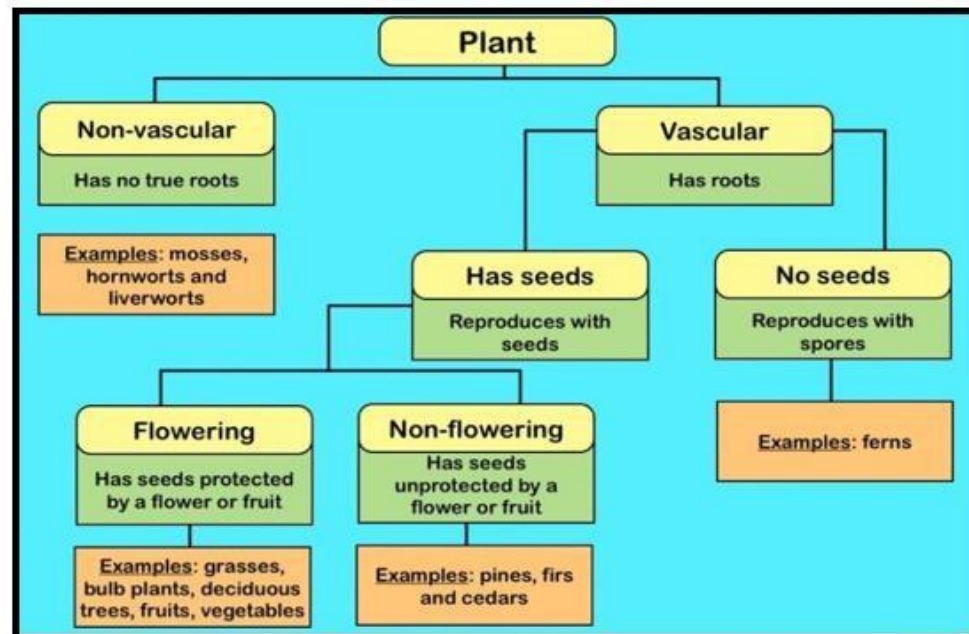 Plant
Non-vascular
Has no true roots
Examples: mosses,
hornworts and
liverworts
Vascular
Has roots
Has seeds
Reproduces with
seeds
No seeds
Reproduces with
spores
Examples: ferns
Flowering
Has seeds protected
by a flower or fruit
Examples: grasses,
bulb plants, deciduous
trees, fruits, vegetables
Non-flowering
Has seeds
unprotected by a
flower or fruit
Examples: pines, firs
and cedars